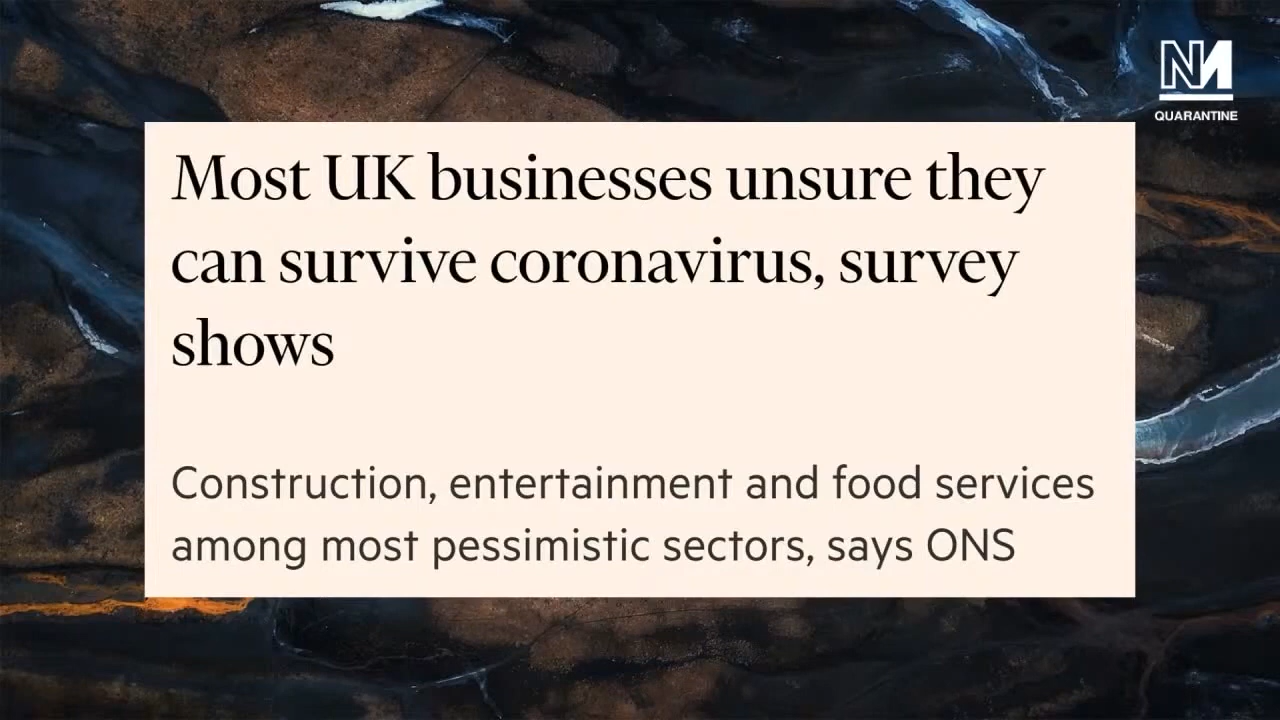 NM
QUARANTINE
Most UK businesses unsure they
can survive coronavirus, survey
shows
Construction, entertainment and food services
among most pessimistic sectors, says ONS